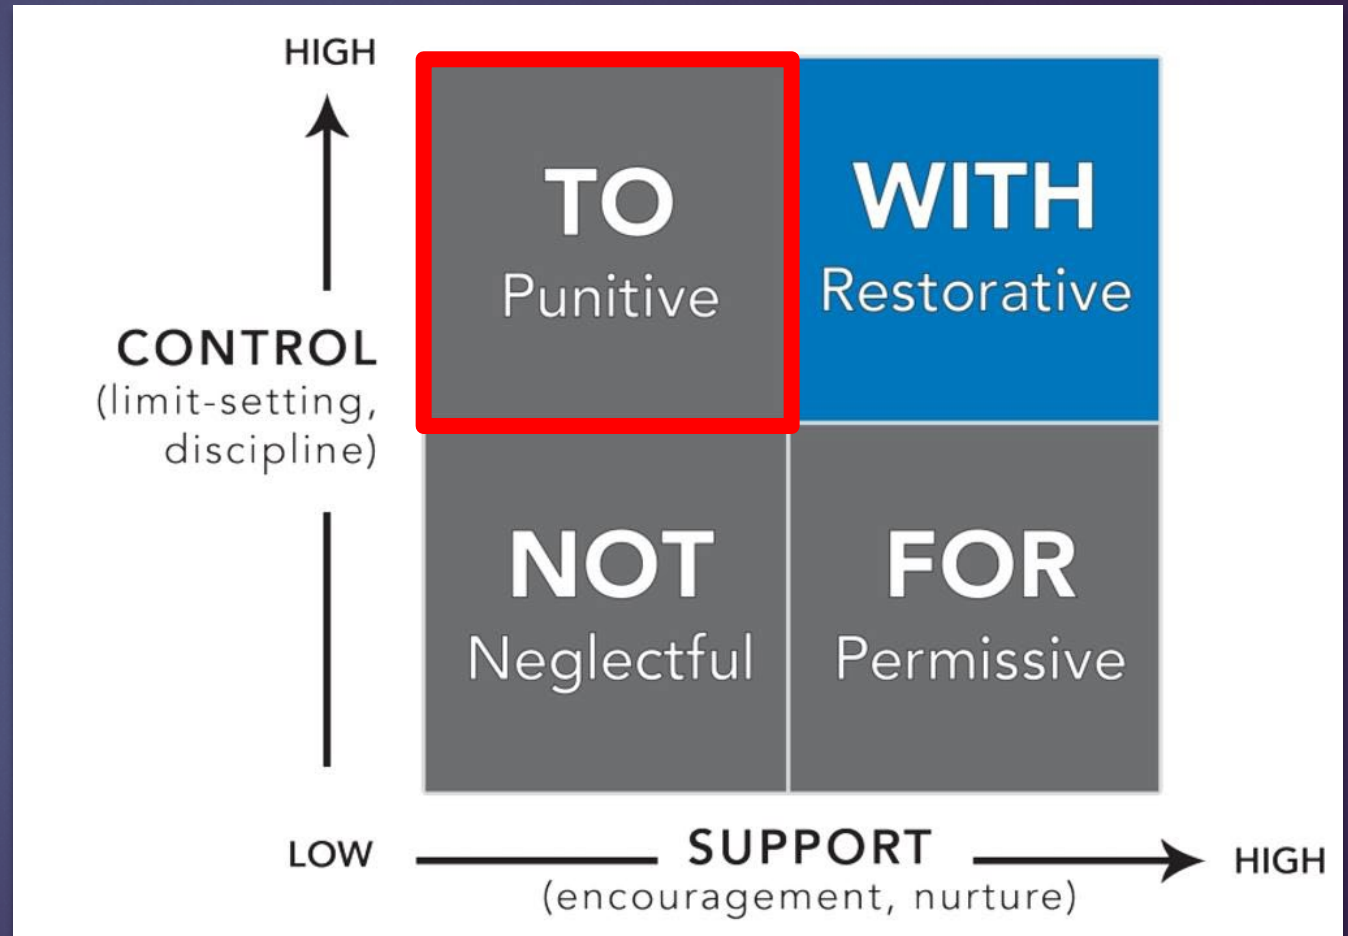 HIGH
TO
Punitive
WITH
Restorative
CONTROL
(limit-setting,
discipline)
NOT
Neglectful
FOR
Permissive
LOW
SUPPORT
(encouragement, nurture)
HIGH